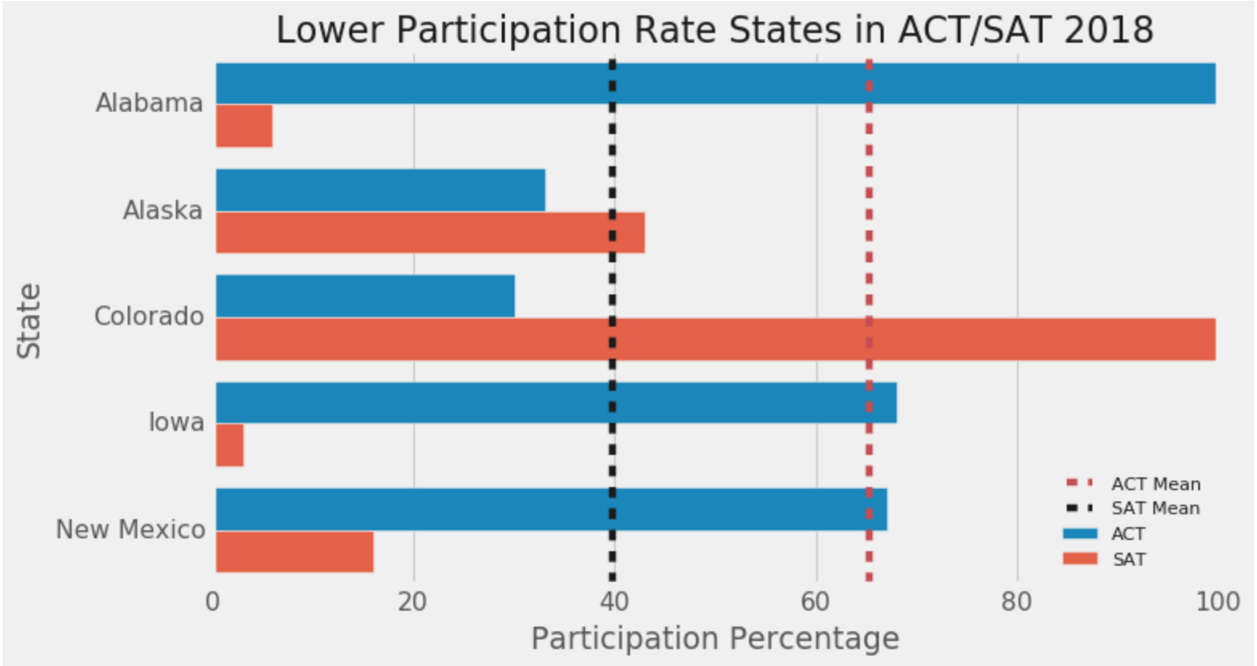 Lower Participation Rate States in ACT/SAT 2018
State
Alabama
Alaska
Colorado
Iowa
New Mexico
ACT Mean
SAT Mean
ACT
SAT
0 20 40 60 80 100
Participation Percentage